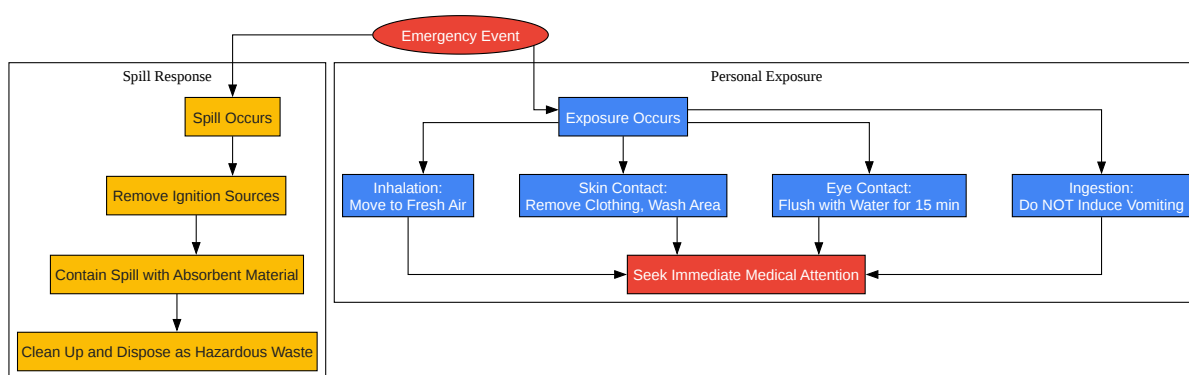 Emergency Event
Spill Response
Spill Occurs
Remove Ignition Sources
Contain Spill with Absorbent Material
Clean Up and Dispose as Hazardous Waste
Personal Exposure
Exposure Occurs
Inhalation:
Move to Fresh Air
Skin Contact:
Remove Clothing, Wash Area
Eye Contact:
Flush with Water for 15 min
Ingestion:
Do NOT Induce Vomiting
Seek Immediate Medical Attention